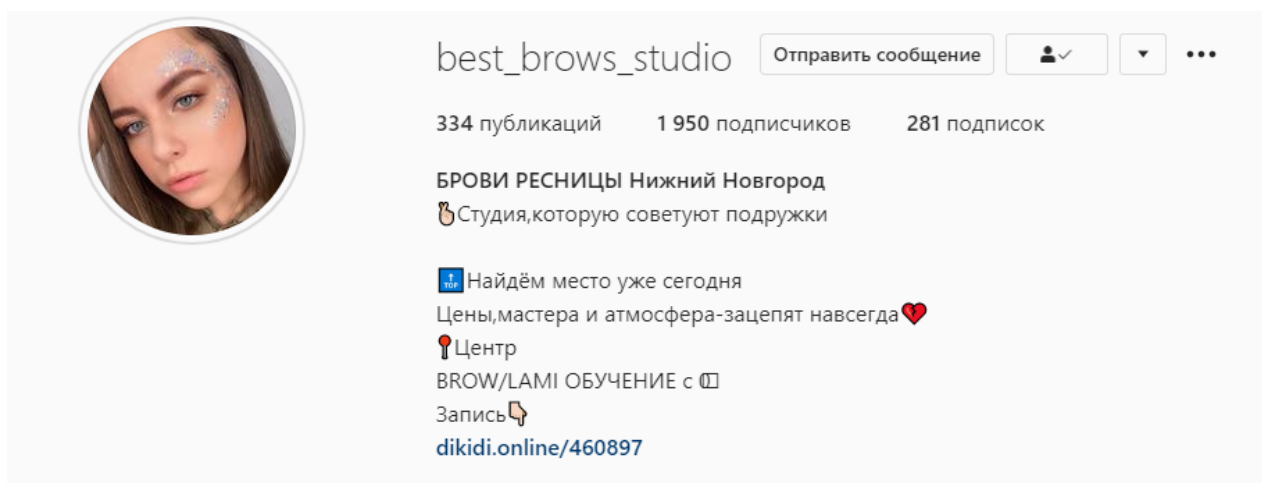 best_brows_studio Отправить сообщение
334 публикаций 1 950 подписчиков 281 подписок
БРОВИ РЕСНИЦЫ Нижний Новгород
🫰🏻Студия,которую советуют подружки
🔝Найдём место уже сегодня
Цены,мастера и атмосфера-зацепят навсегда💔
📍Центр
BROW/LAMI ОБУЧЕНИЕ с
Запись👇🏻
dikidi.online/460897